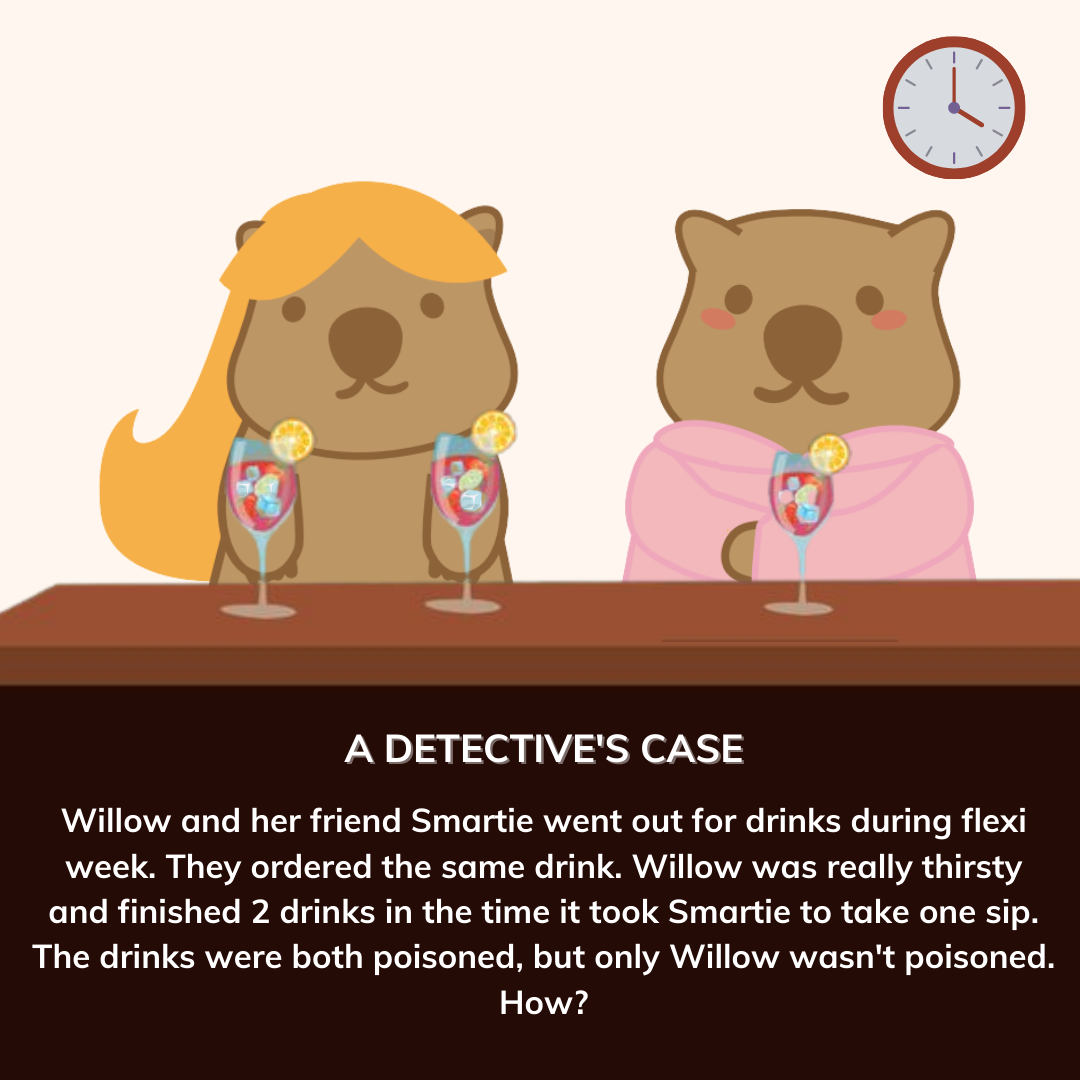 A DETECTIVE'S CASE
Willow and her friend Smartie went out for drinks during flexi
week. They ordered the same drink. Willow was really thirsty
and finished 2 drinks in the time it took Smartie to take one sip.
The drinks were both poisoned, but only Willow wasn't poisoned.
How?